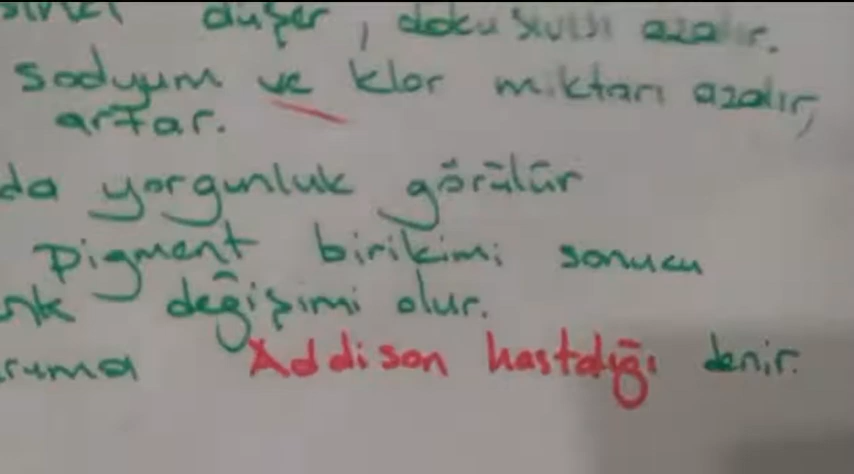 düşer, doku sıvısı azalır.
sodyum ve klor miktarı azalır,
artar.
da yorgunluk görülür
Pigment birikimi sonucu
değişimi olur.
Addison hastalığı denir.